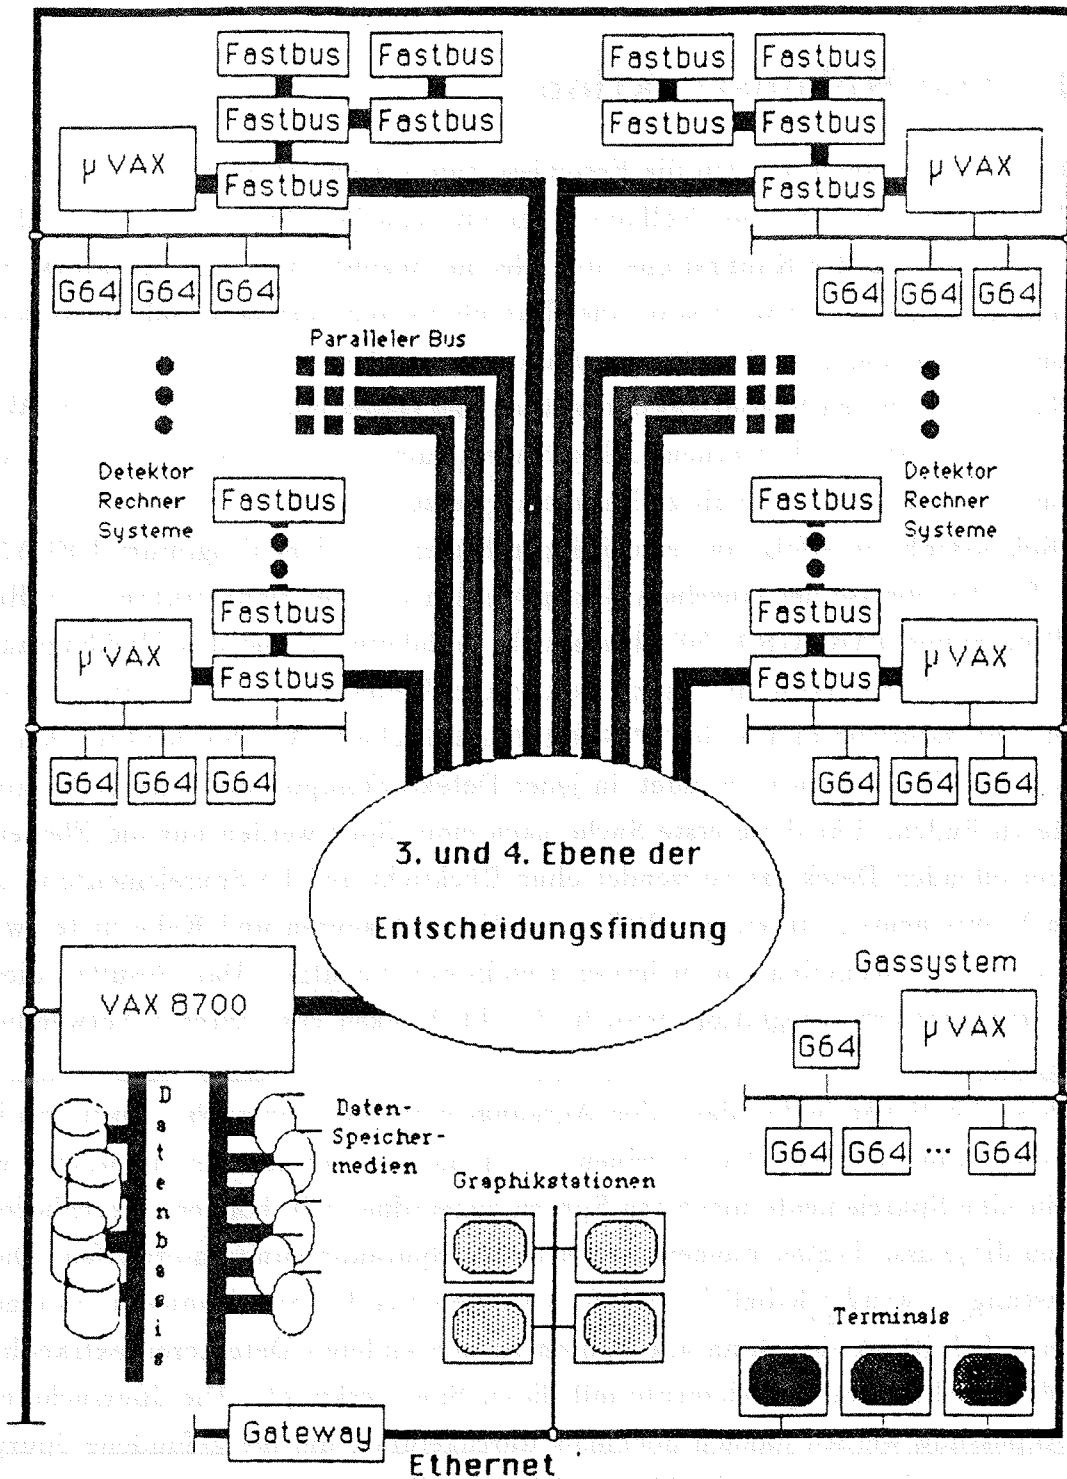 Fastbus Fastbus Fastbus Fastbus
Fastbus Fastbus Fastbus Fastbus
µ VAX Fastbus Fastbus µ VAX
G64 G64 G64 G64 G64 G64
Paralleler Bus
Detektor
Rechner
Systeme
Detektor
Rechner
Systeme
Fastbus Fastbus
Fastbus Fastbus
µ VAX Fastbus Fastbus µ VAX
G64 G64 G64 G64 G64 G64
3. und 4. Ebene der
Entscheidungsfindung
VAX 8700
Gassystem
µ VAX
G64
G64 G64 ... G64
Datenbasis
Daten-
Speicher-
medien
Graphikstationen
Terminals
Gateway
Ethernet